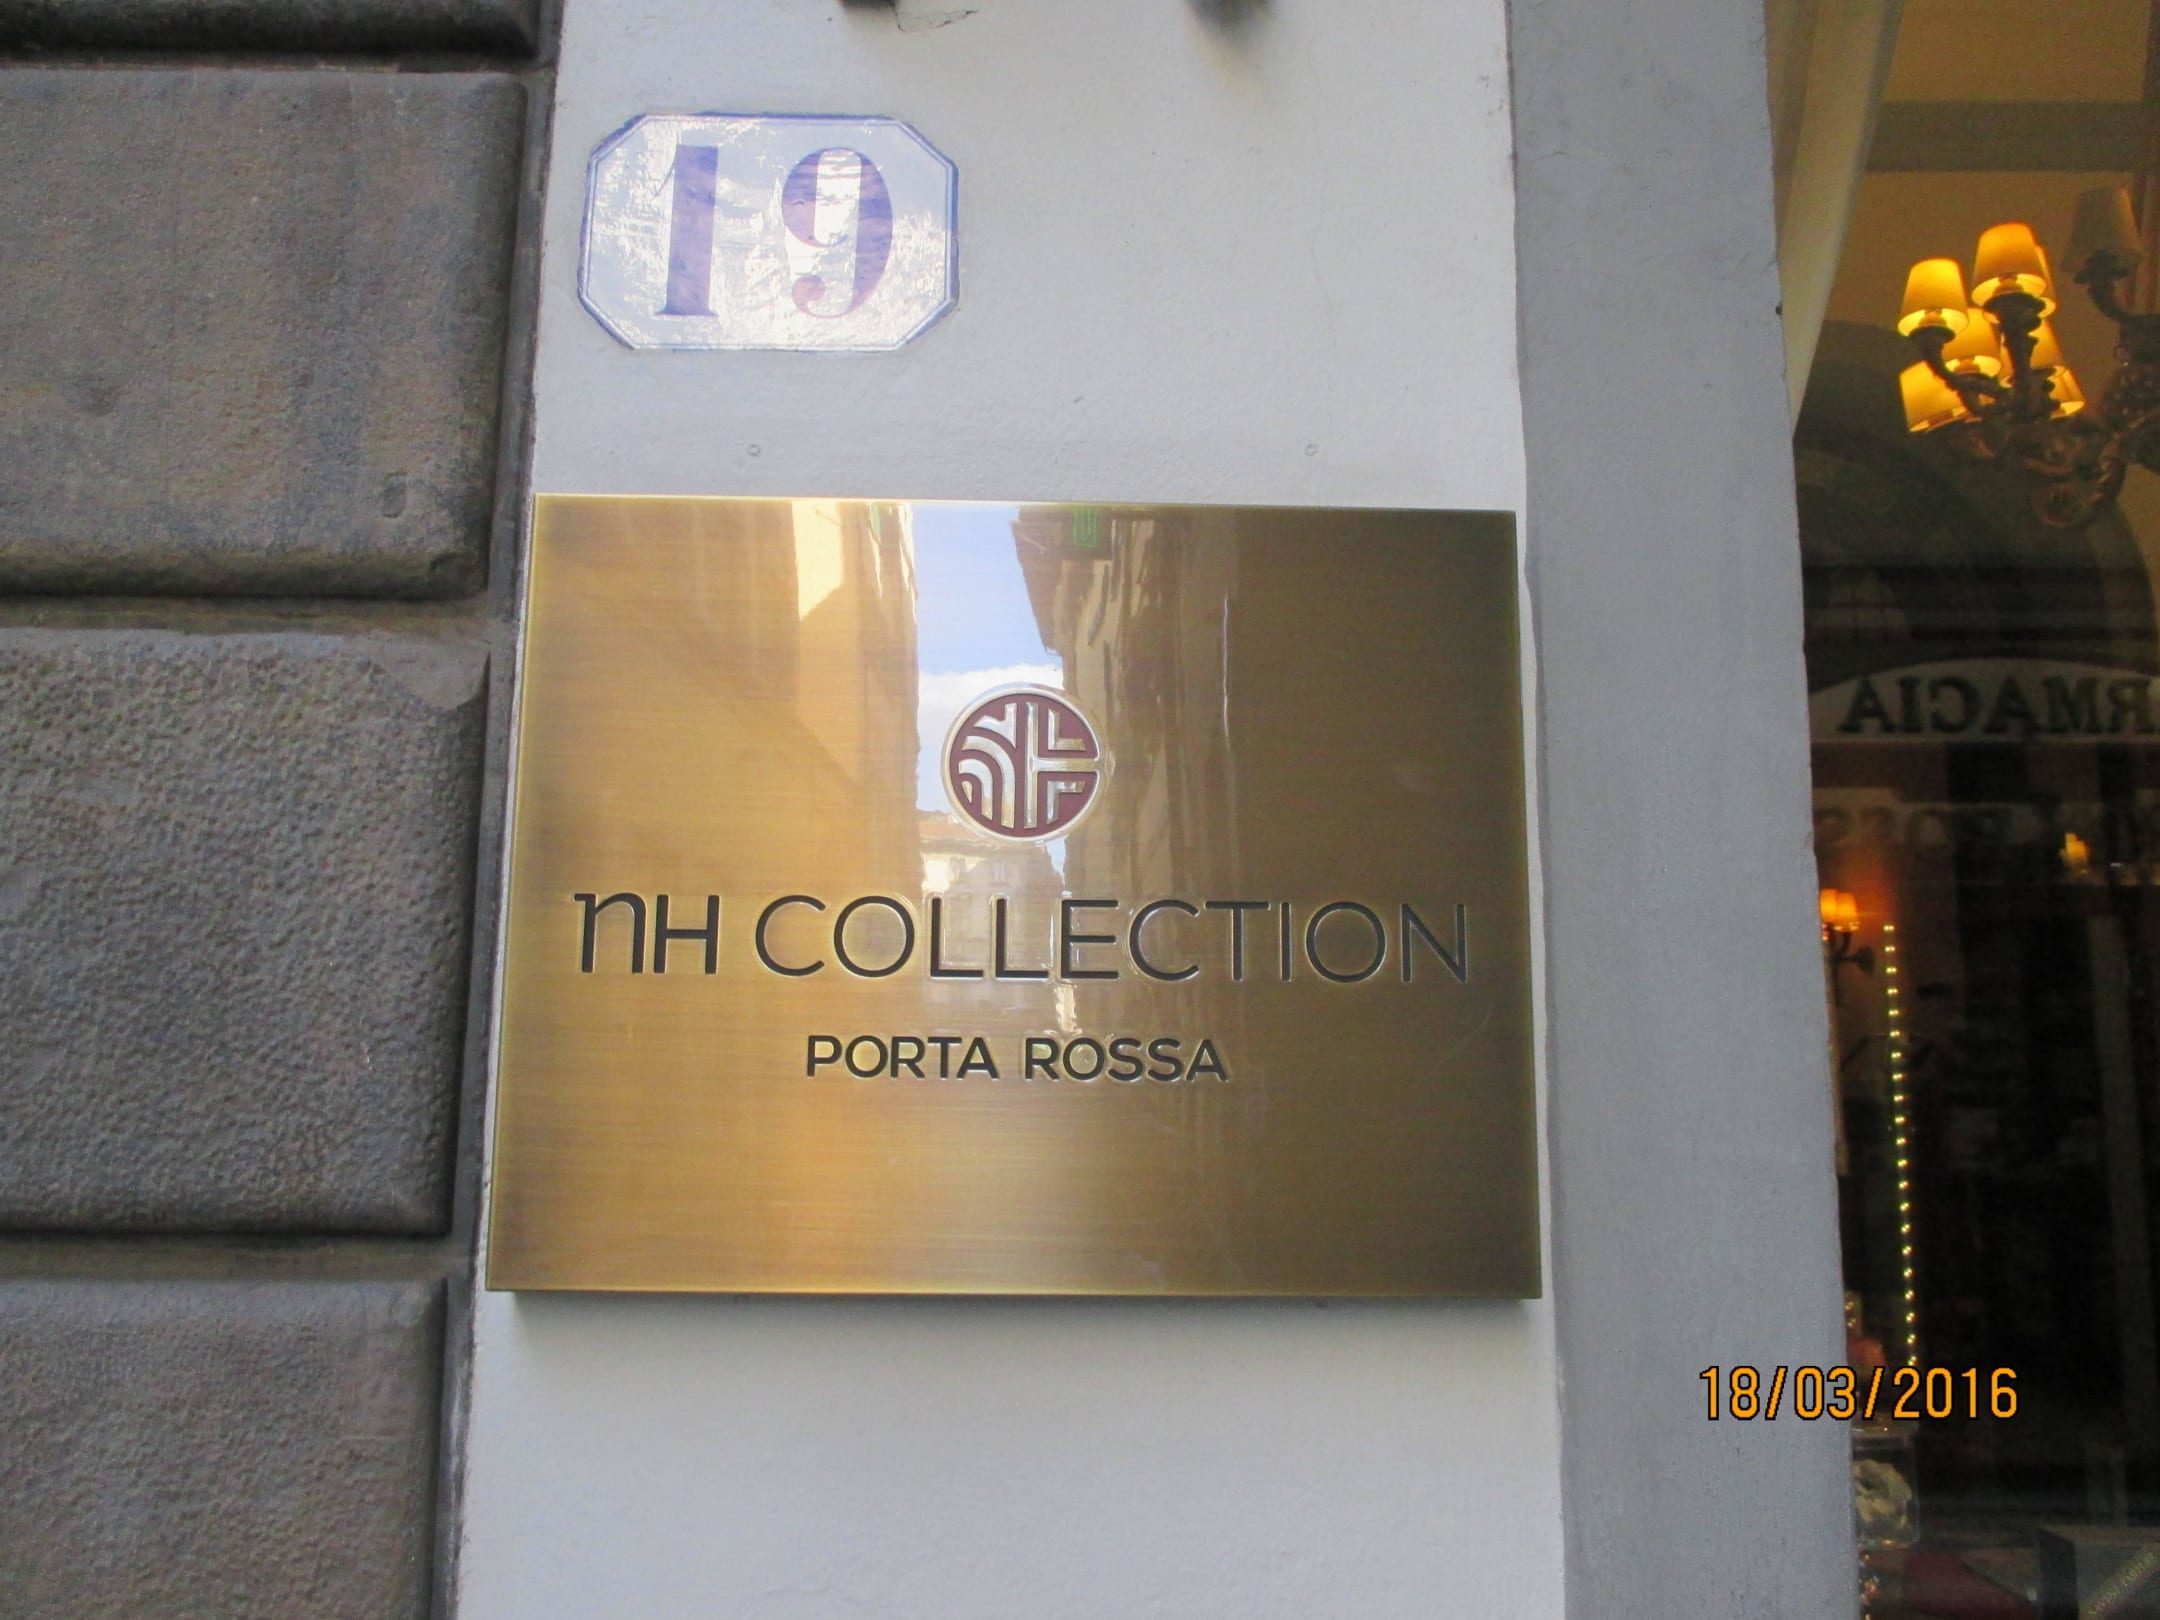 19
NH COLLECTION
PORTA ROSSA
RMACIA
18/03/2016